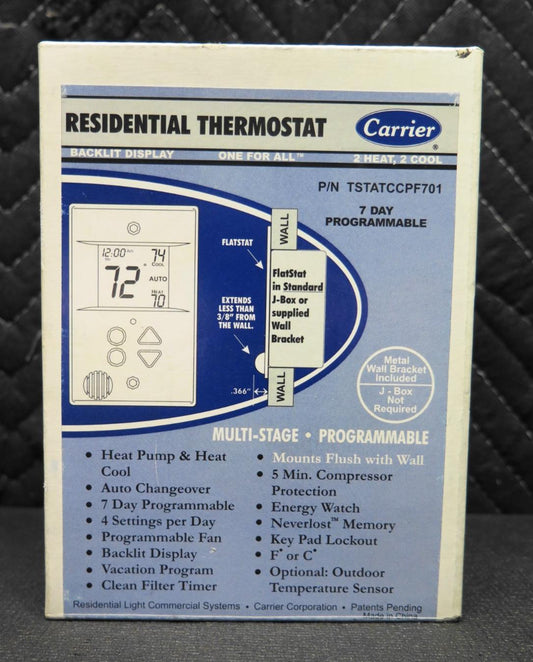 RESIDENTIAL THERMOSTAT
Carrier
®
BACKLIT DISPLAY ONE FOR ALL™ 2 HEAT, 2 COOL
P/N TSTATCCPF701
7 DAY
PROGRAMMABLE
12:00 Am
Mo
74
COOL
72
AUTO
HEAT
70
FLATSTAT
WALL
FlatStat
in Standard
J-Box or
supplied
Wall
Bracket
EXTENDS
LESS THAN
3/8" FROM
THE WALL.
.366"
WALL
Metal
Wall Bracket
Included
J - Box
Not
Required
MULTI-STAGE • PROGRAMMABLE
• Heat Pump & Heat
Cool
• Auto Changeover
• 7 Day Programmable
• 4 Settings per Day
• Programmable Fan
• Backlit Display
• Vacation Program
• Clean Filter Timer
• Mounts Flush with Wall
• 5 Min. Compressor
Protection
• Energy Watch
• Neverlost™ Memory
• Key Pad Lockout
• F° or C°
• Optional: Outdoor
Temperature Sensor
Residential Light Commercial Systems • Carrier Corporation • Patents Pending
Made in China